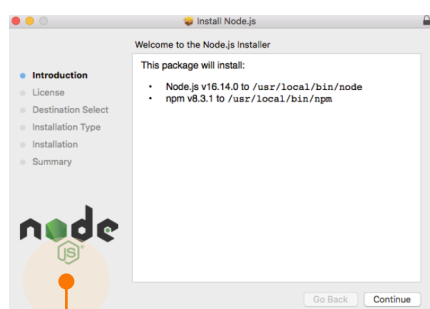 Install Node.js
Welcome to the Node.js Installer
Introduction
License
Destination Select
Installation Type
Installation
Summary
This package will install:
• Node.js v16.14.0 to /usr/local/bin/node
• npm v8.3.1 to /usr/local/bin/npm
node
JS
Go Back
Continue